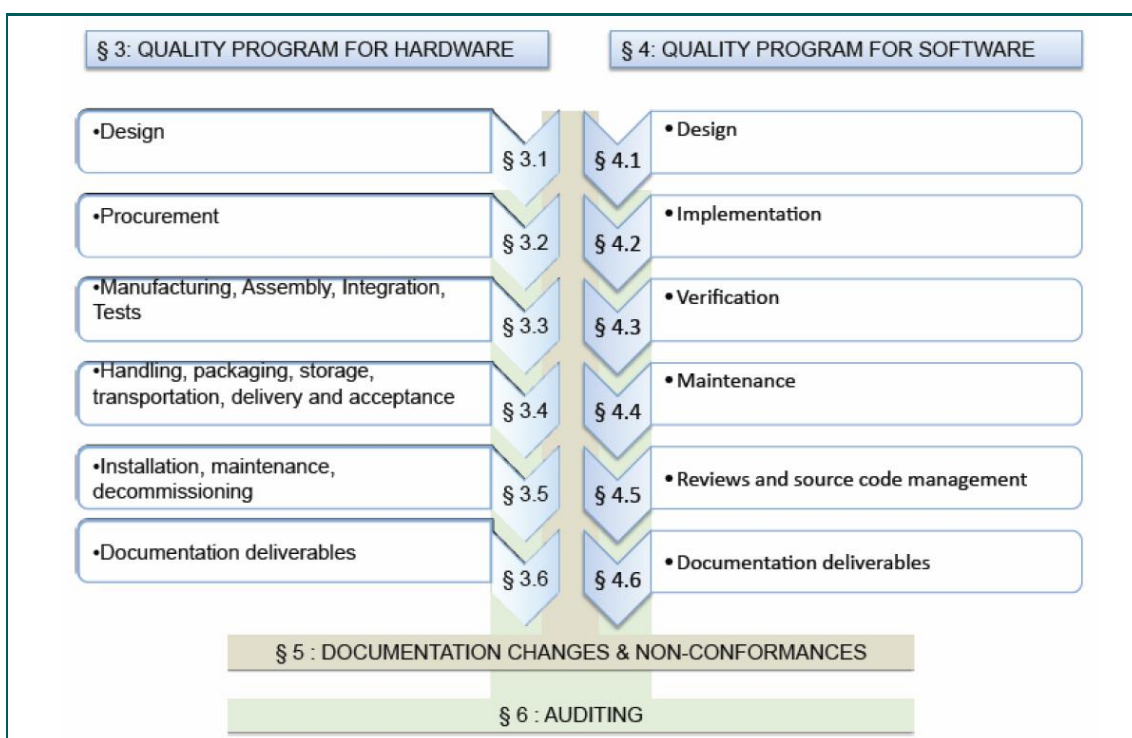 § 3: QUALITY PROGRAM FOR HARDWARE
§ 4: QUALITY PROGRAM FOR SOFTWARE
•Design
§ 3.1
§ 4.1
• Design
•Procurement
§ 3.2
§ 4.2
• Implementation
•Manufacturing, Assembly, Integration,
Tests
§ 3.3
§ 4.3
• Verification
•Handling, packaging, storage,
transportation, delivery and acceptance
§ 3.4
§ 4.4
• Maintenance
•Installation, maintenance,
decommissioning
§ 3.5
§ 4.5
• Reviews and source code management
•Documentation deliverables
§ 3.6
§ 4.6
• Documentation deliverables
§ 5 : DOCUMENTATION CHANGES & NON-CONFORMANCES
§ 6 : AUDITING